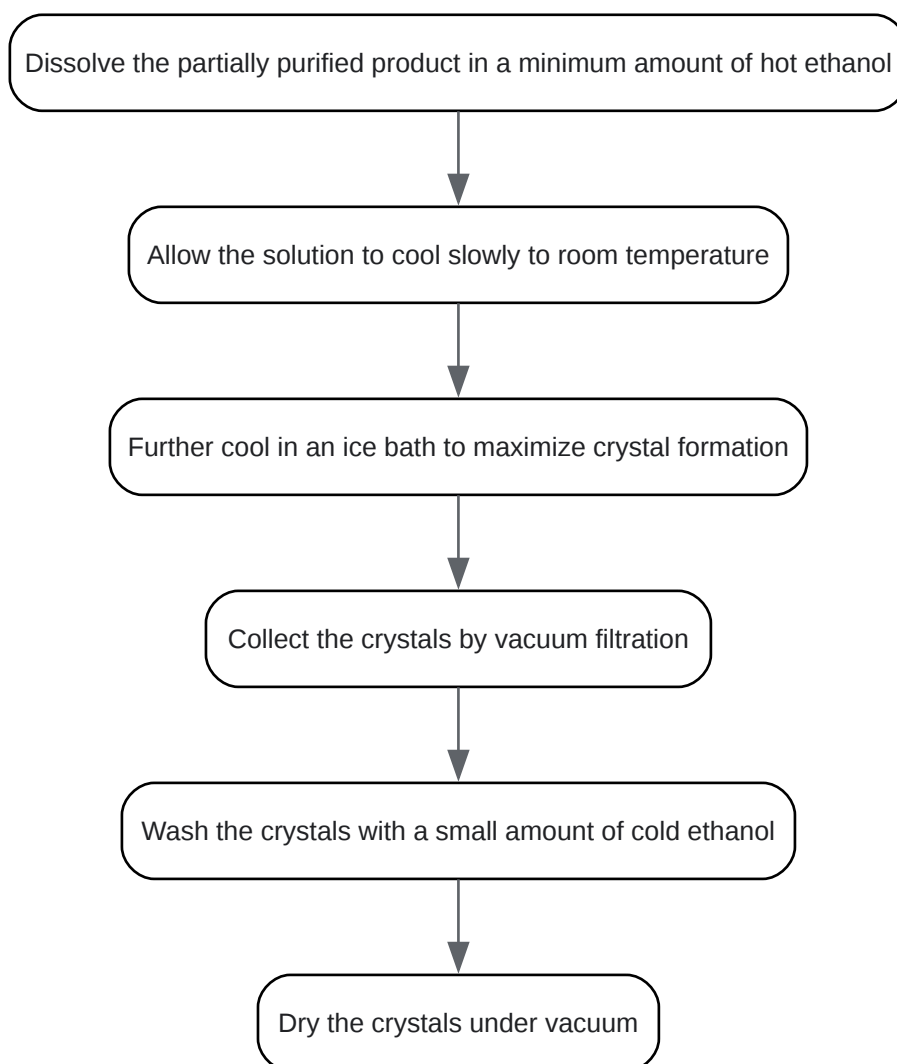 Dissolve the partially purified product in a minimum amount of hot ethanol
Allow the solution to cool slowly to room temperature
Further cool in an ice bath to maximize crystal formation
Collect the crystals by vacuum filtration
Wash the crystals with a small amount of cold ethanol
Dry the crystals under vacuum